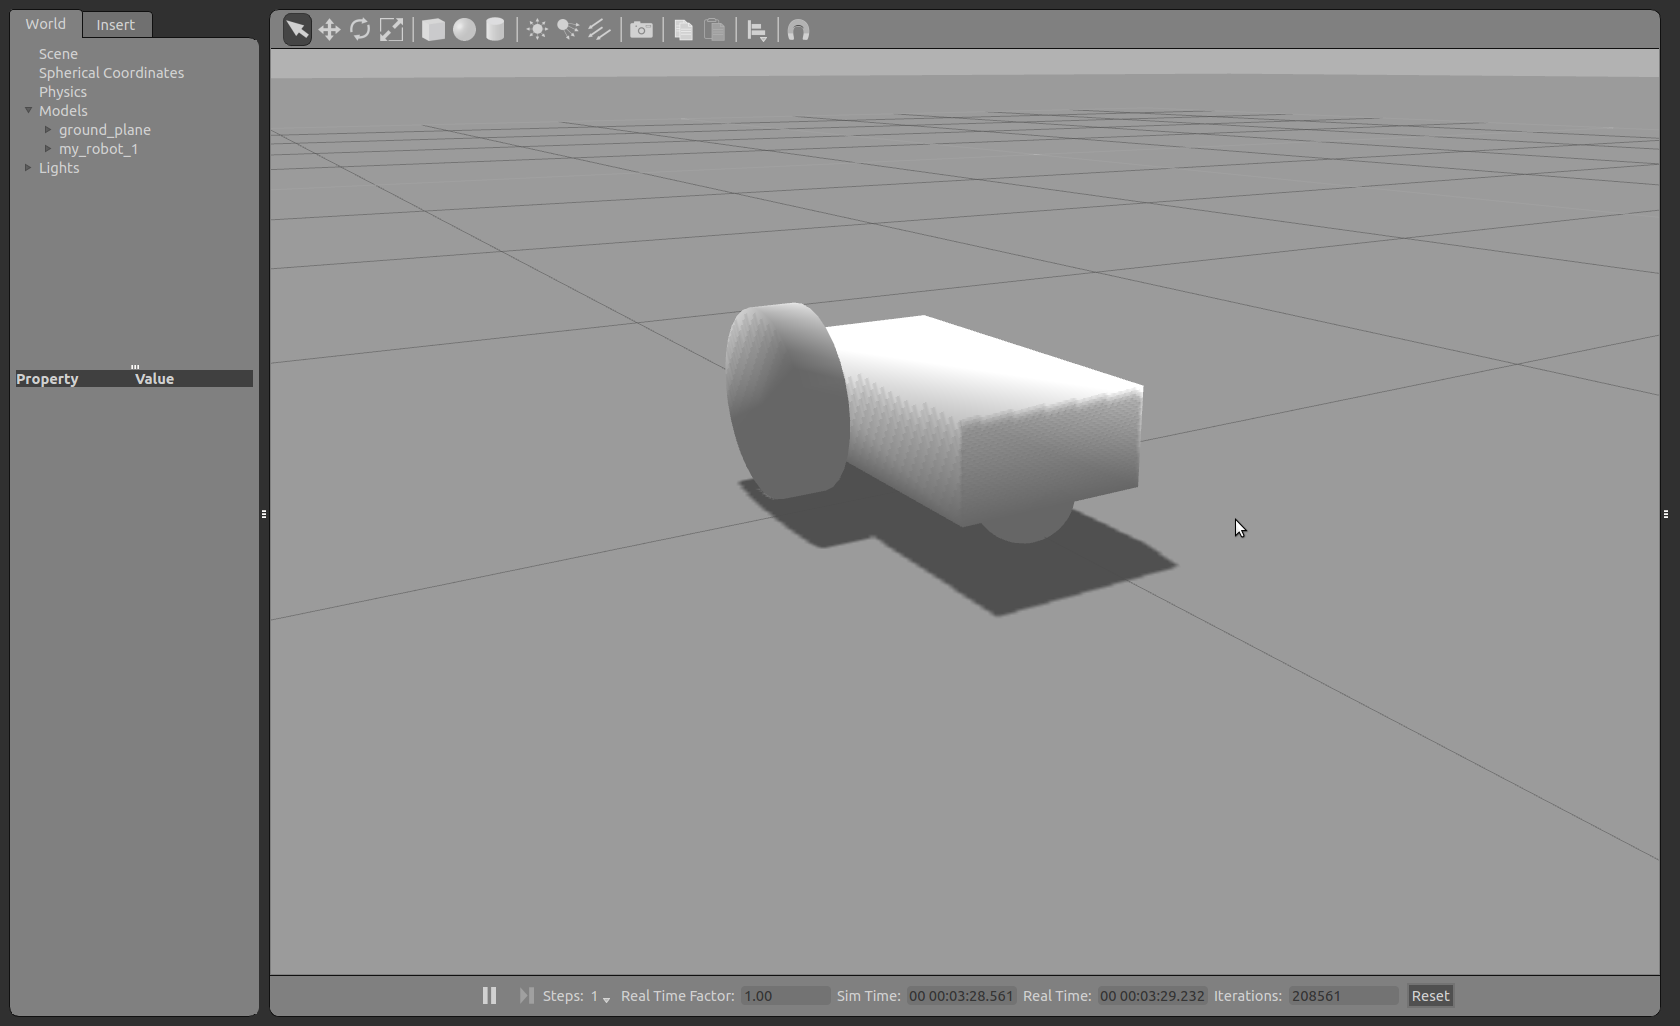 World Insert
Scene
Spherical Coordinates
Physics
Models
ground_plane
my_robot_1
Lights
Property Value
Steps: 1 Real Time Factor: 1.00 Sim Time: 00 00:03:28.561 Real Time: 00 00:03:29.232 Iterations: 208561 Reset